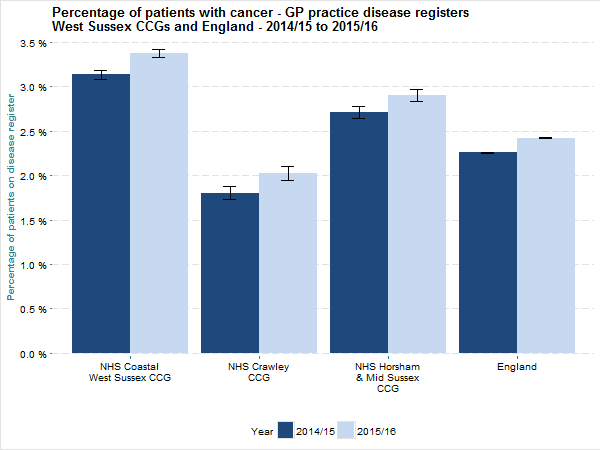 Percentage of patients with cancer - GP practice disease registers
West Sussex CCGs and England - 2014/15 to 2015/16
Percentage of patients on disease register
3.5 %
3.0 %
2.5 %
2.0 %
1.5 %
1.0 %
0.5 %
0.0 %
NHS Coastal
West Sussex CCG
NHS Crawley
CCG
NHS Horsham
& Mid Sussex
CCG
England
Year 2014/15 2015/16